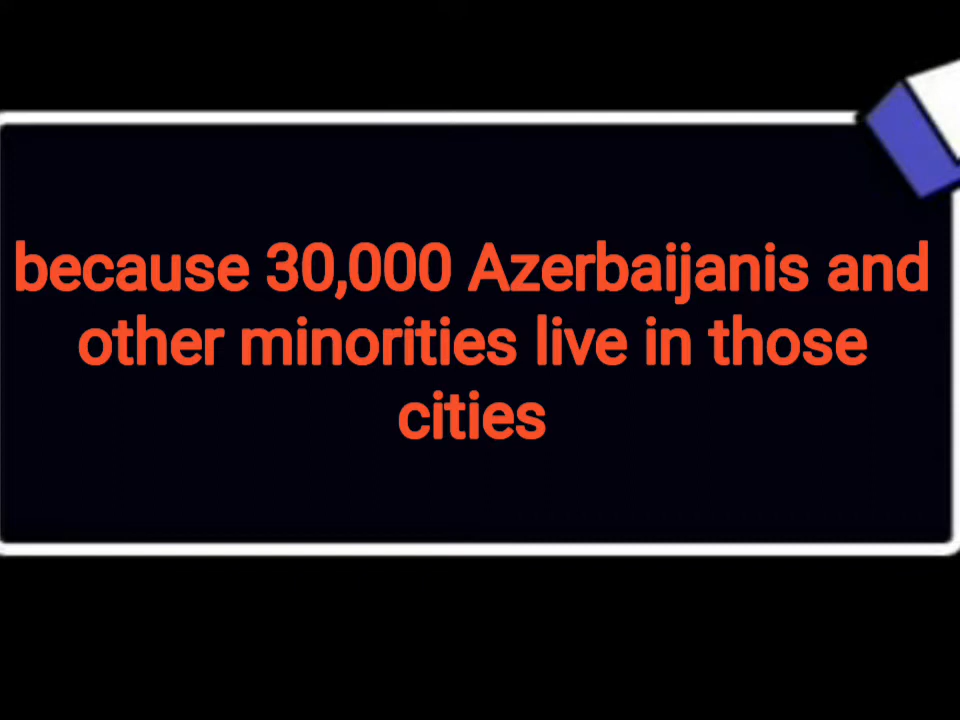 because 30,000 Azerbaijanis and
other minorities live in those
cities